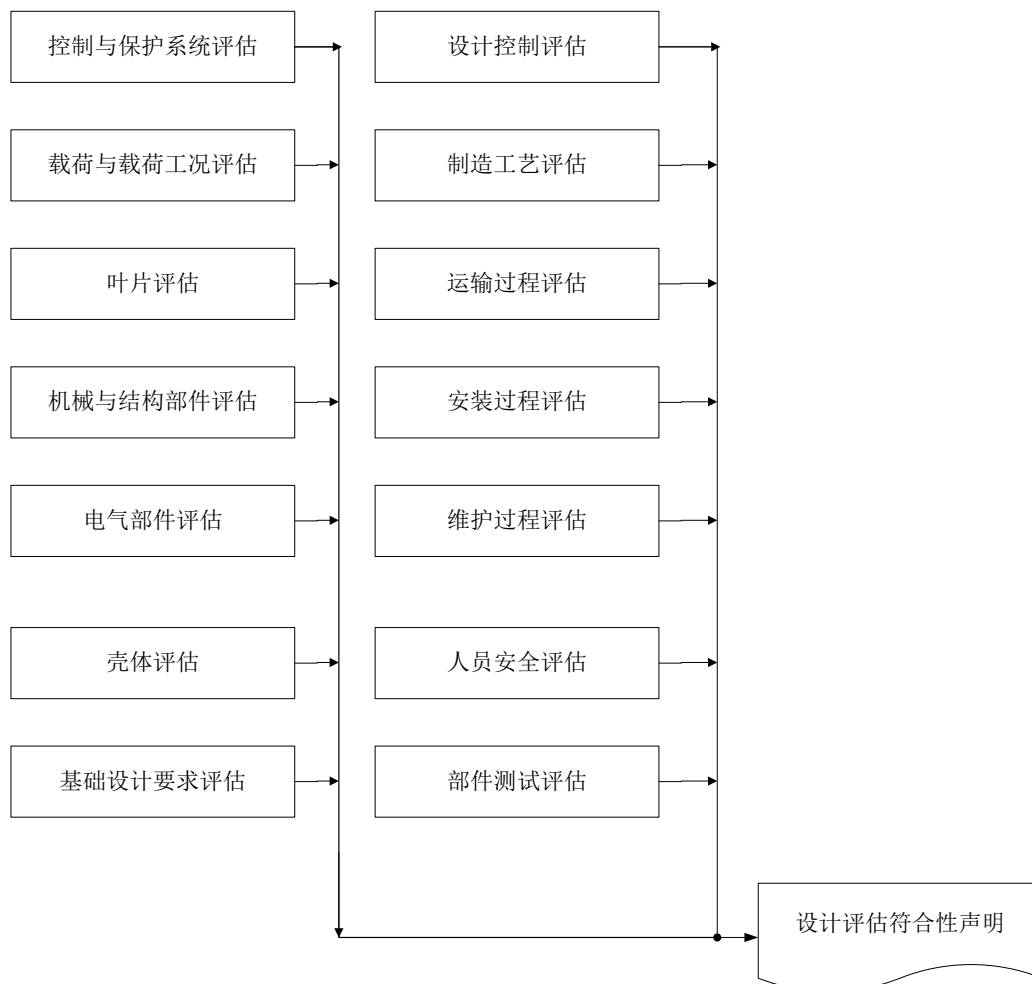 控制与保护系统评估
载荷与载荷工况评估
叶片评估
机械与结构部件评估
电气部件评估
壳体评估
基础设计要求评估
设计控制评估
制造工艺评估
运输过程评估
安装过程评估
维护过程评估
人员安全评估
部件测试评估
设计评估符合性声明